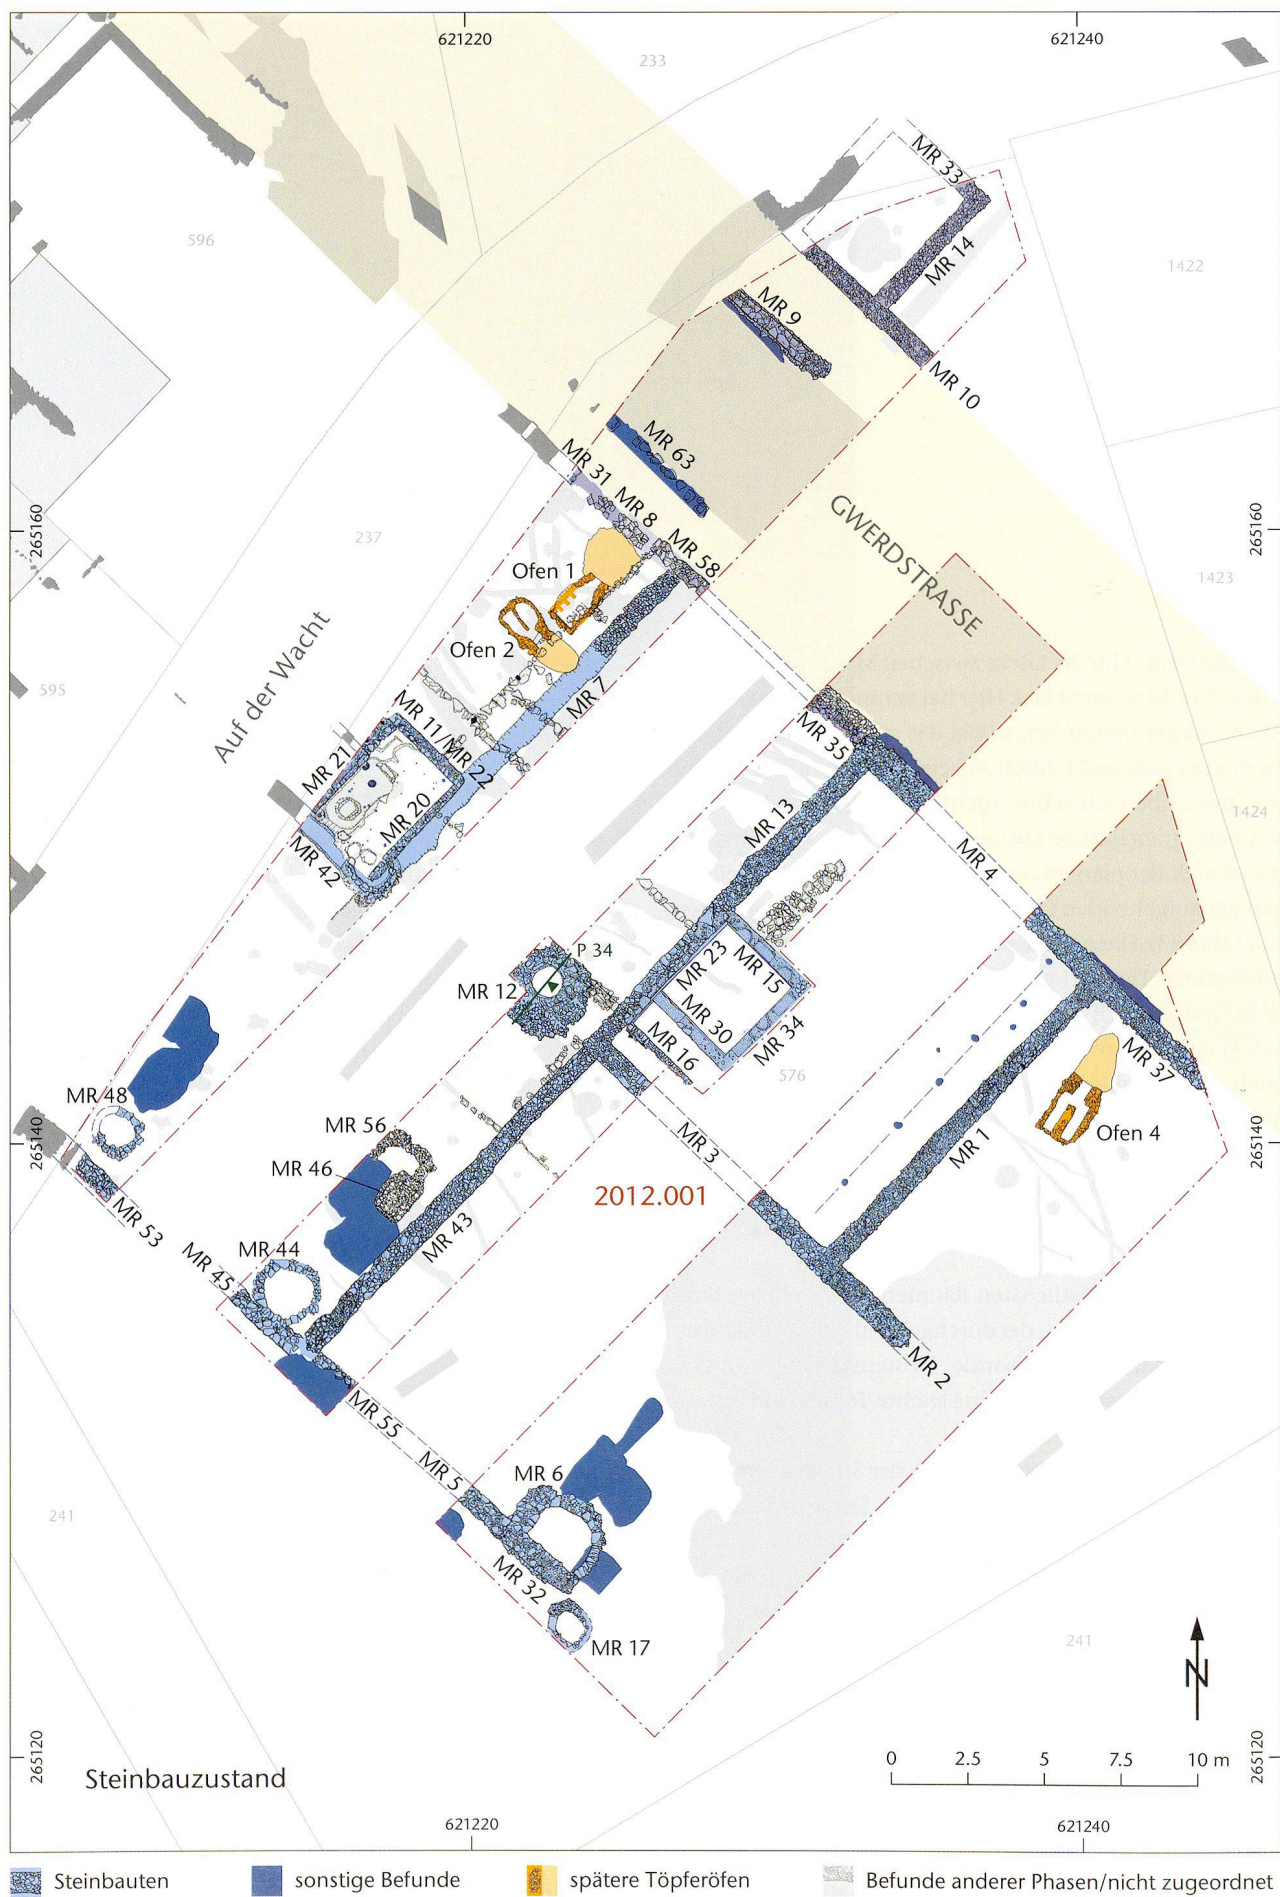 621220
621240
233
MR 33
596
MR 14
1422
MR 9
MR 10
MR 63
MR 31
MR 8
265160
237
GWERDSTRASSE
265160
MR 58
Ofen 1
1423
Ofen 2
595
Auf der Wacht
MR 7
MR 11/MR 22
MR 35
MR 21
MR 20
MR 13
1424
MR 42
MR 4
P 34
MR 23
MR 15
MR 12
MR 30
MR 34
MR 16
576
MR 37
MR 48
MR 56
Ofen 4
265140
MR 3
MR 1
265140
MR 46
2012.001
MR 53
MR 43
MR 44
MR 45
MR 2
MR 55
MR 5
MR 6
241
MR 32
MR 17
241
N
265120
265120
0 2.5 5 7.5 10 m
Steinbauzustand
621220
621240
Steinbauten
sonstige Befunde
spätere Töpferöfen
Befunde anderer Phasen/nicht zugeordnet